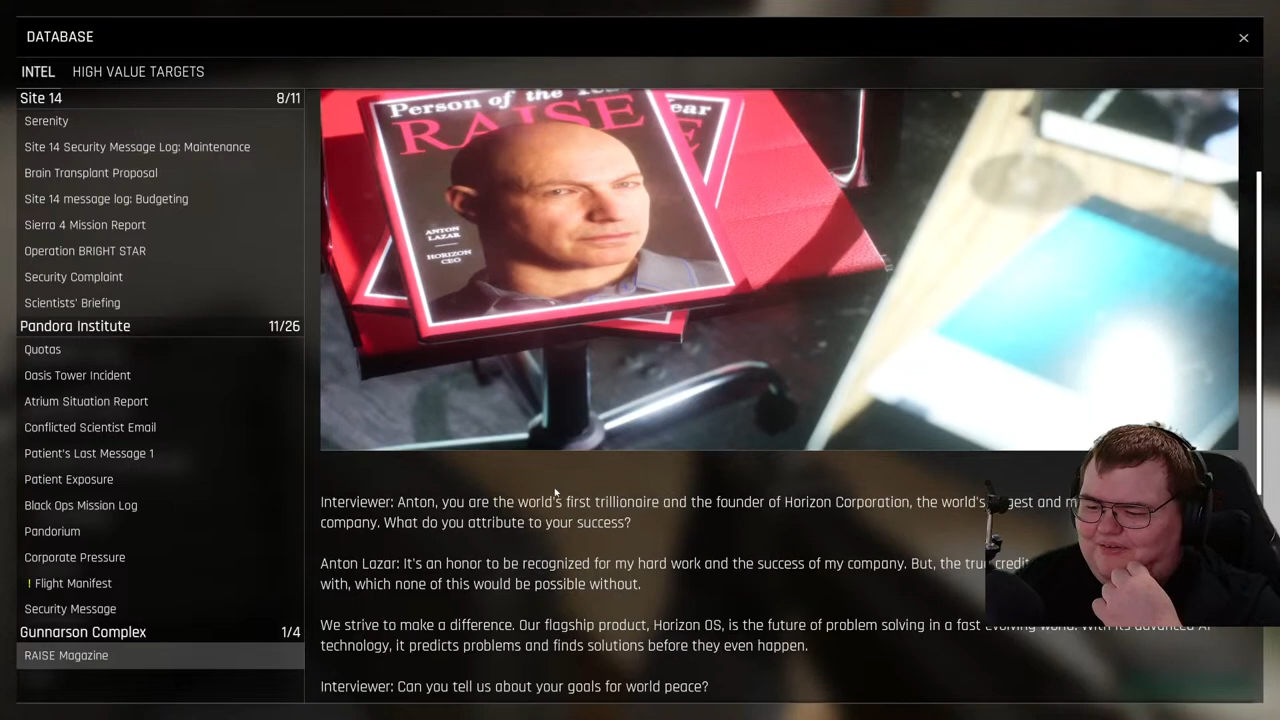 DATABASE
INTEL HIGH VALUE TARGETS
Site 14 8/11
Serenity
Site 14 Security Message Log: Maintenance
Brain Transplant Proposal
Site 14 message log: Budgeting
Sierra 4 Mission Report
Operation BRIGHT STAR
Security Complaint
Scientists' Briefing
Pandora Institute 11/26
Quotas
Oasis Tower Incident
Atrium Situation Report
Conflicted Scientist Email
Patient's Last Message 1
Patient Exposure
Black Ops Mission Log
Pandorium
Corporate Pressure
! Flight Manifest
Security Message
Gunnarson Complex 1/4
RAISE Magazine
Person of the
RAISE
ANTON
LAZAR
HORIZON
CEO
ear
E
Interviewer: Anton, you are the world's first trillionaire and the founder of Horizon Corporation, the world's and
company. What do you attribute to your success?
Anton Lazar: It's an honor to be recognized for my hard work and the success of my company. But, the credit
with, which none of this would be possible without.
We strive to make a difference. Our flagship product, Horizon OS, is the future of problem solving in a fast evolving world. With its advanced AI
technology, it predicts problems and finds solutions before they even happen.
Interviewer: Can you tell us about your goals for world peace?